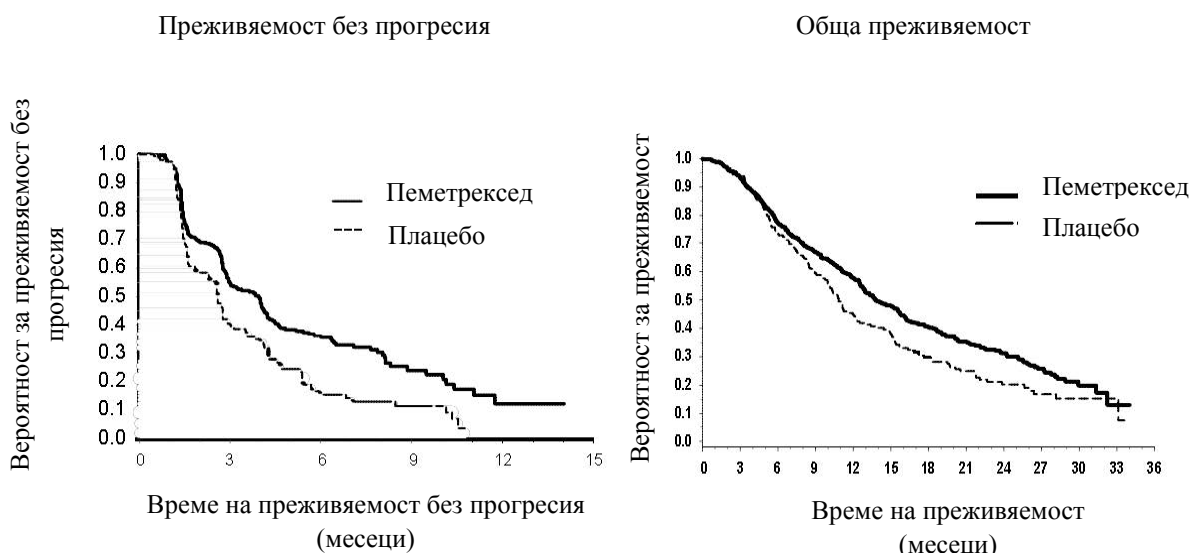 Преживяемост без прогресия
Обща преживяемост
Вероятност за преживяемост без
прогресия
1.0
0.9
0.8
0.7
0.6
0.5
0.4
0.3
0.2
0.1
0.0
Пеметрексед
Плацебо
0 3 6 9 12 15
Време на преживяемост без прогресия
(месеци)
Вероятност за преживяемост
1.0
0.9
0.8
0.7
0.6
0.5
0.4
0.3
0.2
0.1
0.0
Пеметрексед
Плацебо
0 3 6 9 12 15 18 21 24 27 30 33 36
Време на преживяемост
(месеци)